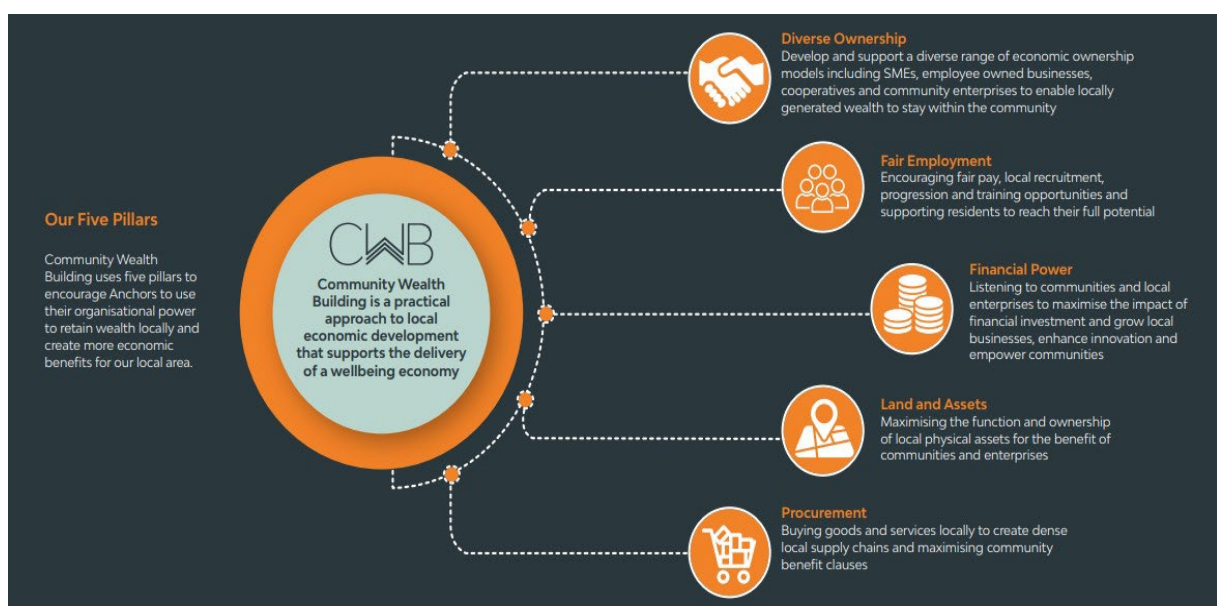 Our Five Pillars
Community Wealth
Building uses five pillars to
encourage Anchors to use
their organisational power
to retain wealth locally and
create more economic
benefits for our local area.
CWB
Community Wealth
Building is a practical
approach to local
economic development
that supports the delivery
of a wellbeing economy
Diverse Ownership
Develop and support a diverse range of economic ownership
models including SMEs, employee owned businesses,
cooperatives and community enterprises to enable locally
generated wealth to stay within the community
Fair Employment
Encouraging fair pay, local recruitment,
progression and training opportunities and
supporting residents to reach their full potential
Financial Power
Listening to communities and local
enterprises to maximise the impact of
financial investment and grow local
businesses, enhance innovation and
empower communities
Land and Assets
Maximising the function and ownership
of local physical assets for the benefit of
communities and enterprises
Procurement
Buying goods and services locally to create dense
local supply chains and maximising community
benefit clauses